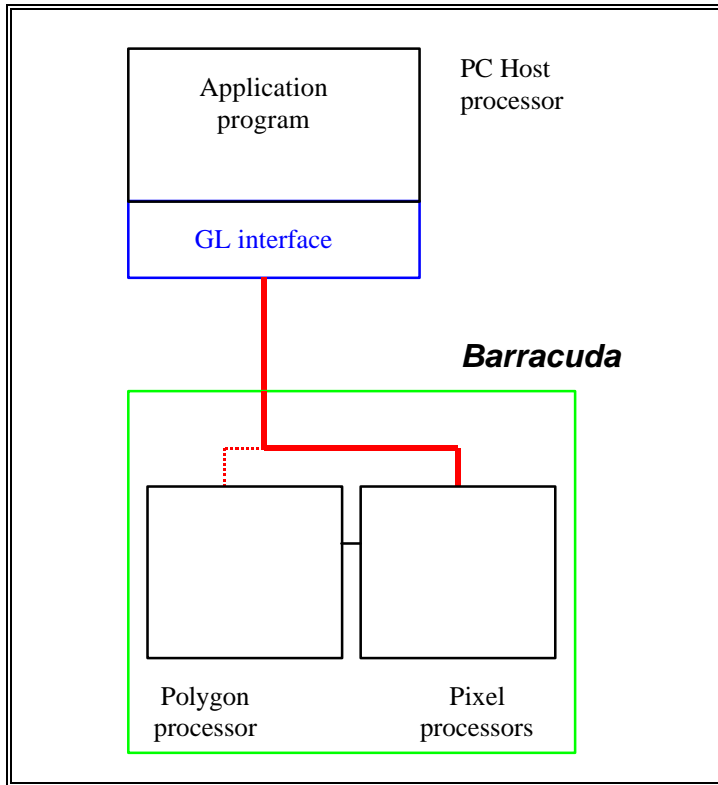 Application
program
PC Host
processor
GL interface
Barracuda
Polygon
processor
Pixel
processors